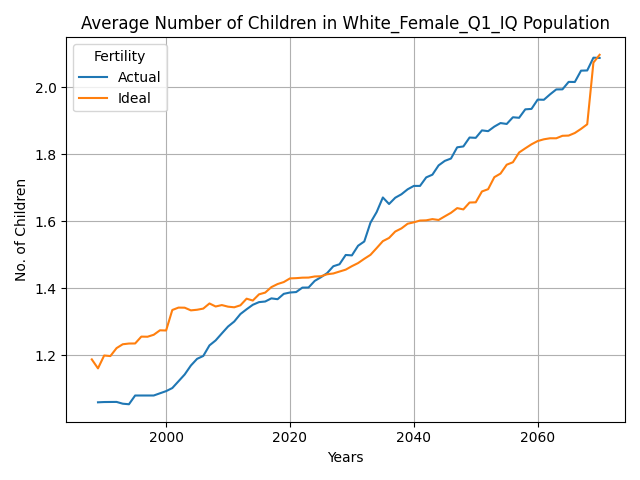 Average Number of Children in White_Female_Q1_IQ Population
Fertility
Actual
Ideal
No. of Children
2.0
1.8
1.6
1.4
1.2
2000
2020
2040
2060
Years